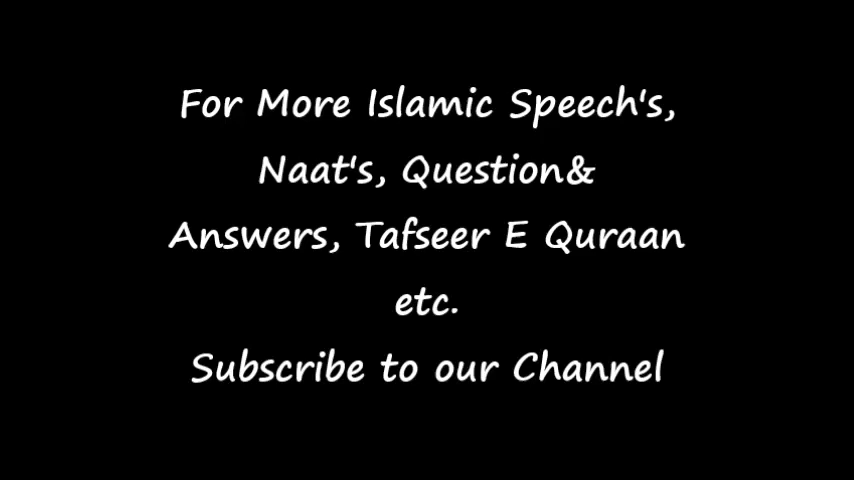 For More Islamic Speech's,
Naat's, Question&
Answers, Tafseer E Quraan
etc.
Subscribe to our Channel